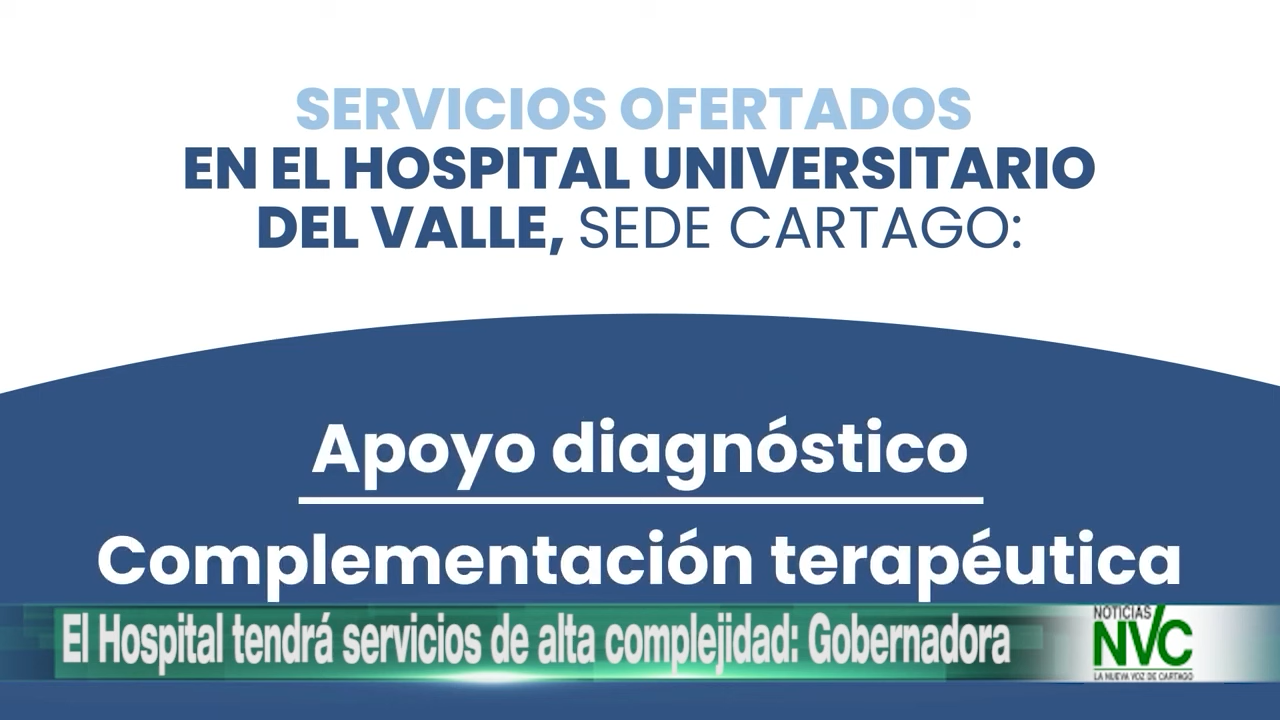 SERVICIOS OFERTADOS
EN EL HOSPITAL UNIVERSITARIO
DEL VALLE, SEDE CARTAGO:
Apoyo diagnóstico
Complementación terapéutica
El Hospital tendrá servicios de alta complejidad: Gobernadora
NOTICIAS
NVC
LA NUEVA VOZ DE CARTAGO